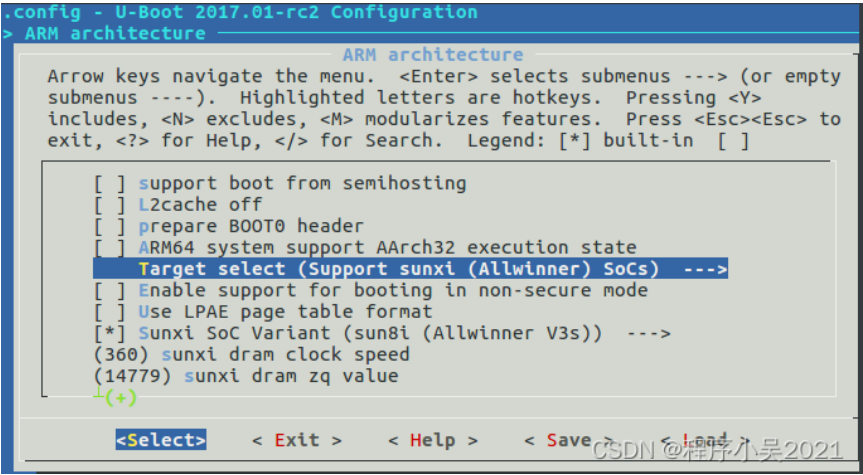 .config - U-Boot 2017.01-rc2 Configuration
> ARM architecture
ARM architecture
Arrow keys navigate the menu. <Enter> selects submenus ---> (or empty
submenus ----). Highlighted letters are hotkeys. Pressing <Y>
includes, <N> excludes, <M> modularizes features. Press <Esc><Esc> to
exit, <?> for Help, </> for Search. Legend: [*] built-in [ ]
[ ] support boot from semihosting
[ ] L2cache off
[ ] prepare BOOT0 header
[ ] ARM64 system support AArch32 execution state
Target select (Support sunxi (Allwinner) SoCs) --->
[ ] Enable support for booting in non-secure mode
[ ] Use LPAE page table format
[*] Sunxi SoC Variant (sun8i (Allwinner V3s)) --->
(360) sunxi dram clock speed
(14779) sunxi dram zq value
┴(+)
<Select> < Exit > < Help > < Save > < Load >
CSDN @程序小吴2021